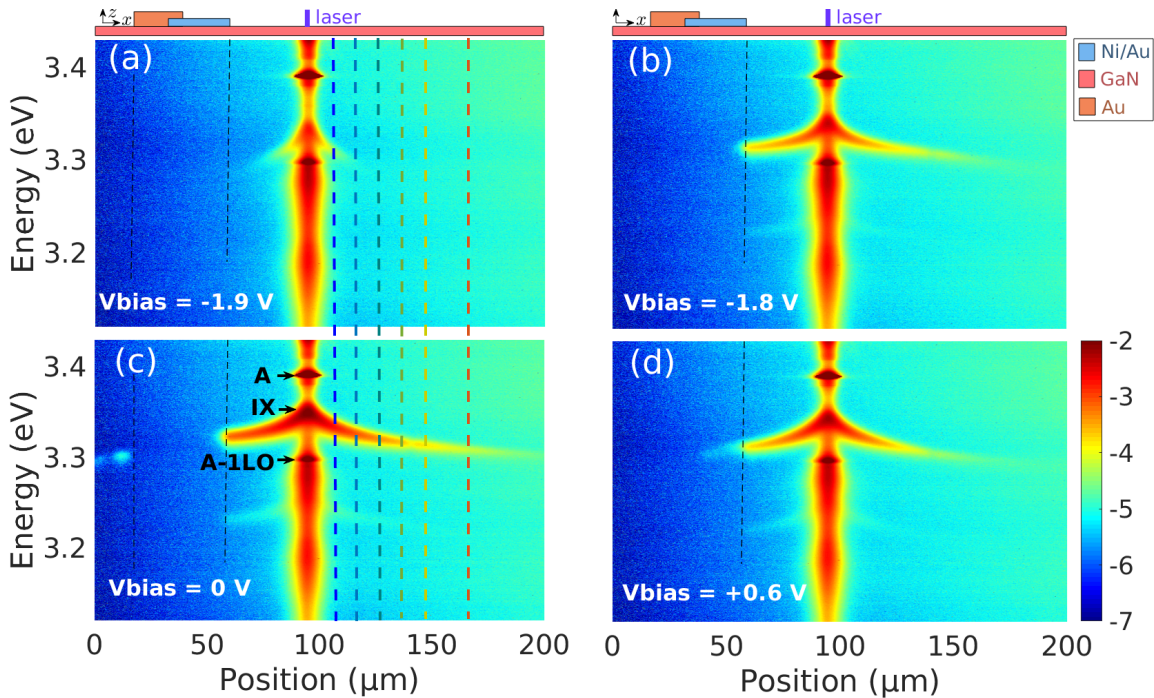 z
x
laser
x
laser
Ni/Au
GaN
Au
(a)
(b)
3.4
3.3
3.2
Energy (eV)
Vbias = -1.9 V
Vbias = -1.8 V
(c)
(d)
A
IX
A-1LO
3.4
3.3
3.2
Energy (eV)
Vbias = 0 V
Vbias = +0.6 V
-2
-3
-4
-5
-6
-7
0 50 100 150 200
0 50 100 150 200
Position (μm)
Position (μm)